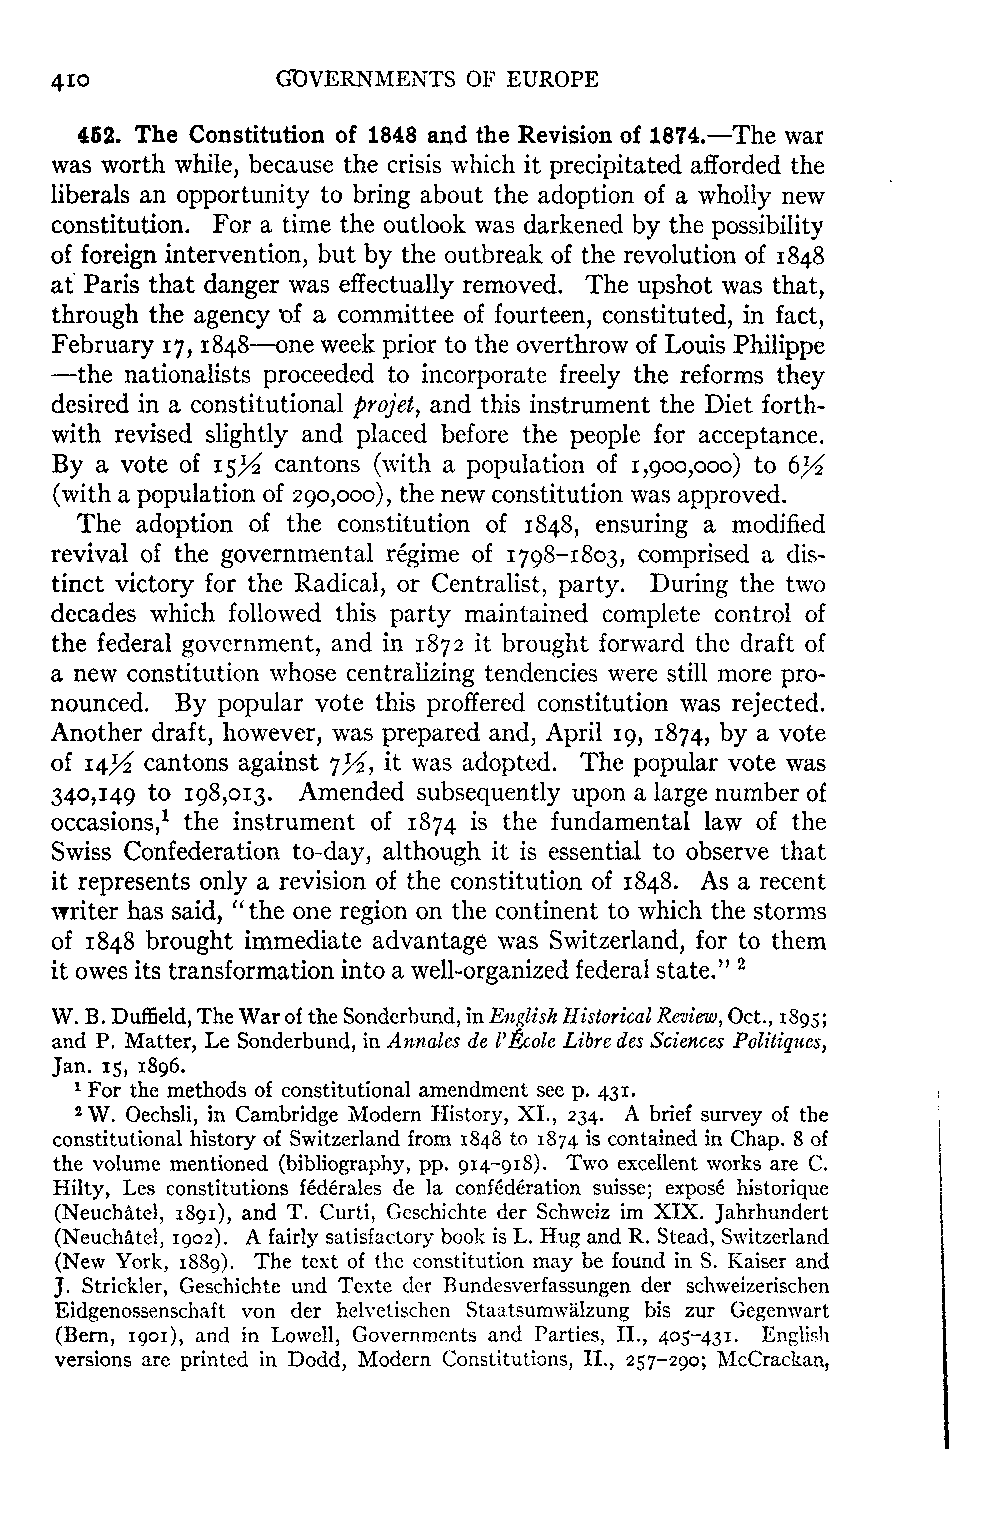 410 GOVERNMENTS OF EUROPE
452. The Constitution of 1848 and the Revision of 1874.—The war
was worth while, because the crisis which it precipitated afforded the
liberals an opportunity to bring about the adoption of a wholly new
constitution. For a time the outlook was darkened by the possibility
of foreign intervention, but by the outbreak of the revolution of 1848
at Paris that danger was effectually removed. The upshot was that,
through the agency of a committee of fourteen, constituted, in fact,
February 17, 1848—one week prior to the overthrow of Louis Philippe
—the nationalists proceeded to incorporate freely the reforms they
desired in a constitutional projet, and this instrument the Diet forth-
with revised slightly and placed before the people for acceptance.
By a vote of 15½ cantons (with a population of 1,900,000) to 6½
(with a population of 290,000), the new constitution was approved.
The adoption of the constitution of 1848, ensuring a modified
revival of the governmental régime of 1798–1803, comprised a dis-
tinct victory for the Radical, or Centralist, party. During the two
decades which followed this party maintained complete control of
the federal government, and in 1872 it brought forward the draft of
a new constitution whose centralizing tendencies were still more pro-
nounced. By popular vote this proffered constitution was rejected.
Another draft, however, was prepared and, April 19, 1874, by a vote
of 14½ cantons against 7½, it was adopted. The popular vote was
340,149 to 198,013. Amended subsequently upon a large number of
occasions,¹ the instrument of 1874 is the fundamental law of the
Swiss Confederation to-day, although it is essential to observe that
it represents only a revision of the constitution of 1848. As a recent
writer has said, "the one region on the continent to which the storms
of 1848 brought immediate advantage was Switzerland, for to them
it owes its transformation into a well-organized federal state." ²
W. B. Duffield, The War of the Sonderbund, in English Historical Review, Oct., 1895;
and P. Matter, Le Sonderbund, in Annales de l'École Libre des Sciences Politiques,
Jan. 15, 1896.
¹ For the methods of constitutional amendment see p. 431.
² W. Oechsli, in Cambridge Modern History, XI., 234. A brief survey of the
constitutional history of Switzerland from 1848 to 1874 is contained in Chap. 8 of
the volume mentioned (bibliography, pp. 914–918). Two excellent works are C.
Hilty, Les constitutions fédérales de la confédération suisse; exposé historique
(Neuchâtel, 1891), and T. Curti, Geschichte der Schweiz im XIX. Jahrhundert
(Neuchâtel, 1902). A fairly satisfactory book is L. Hug and R. Stead, Switzerland
(New York, 1889). The text of the constitution may be found in S. Kaiser and
J. Strickler, Geschichte und Texte der Bundesverfassungen der schweizerischen
Eidgenossenschaft von der helvetischen Staatsumwälzung bis zur Gegenwart
(Bern, 1901), and in Lowell, Governments and Parties, II., 405–431. English
versions are printed in Dodd, Modern Constitutions, II., 257–290; McCrackan,